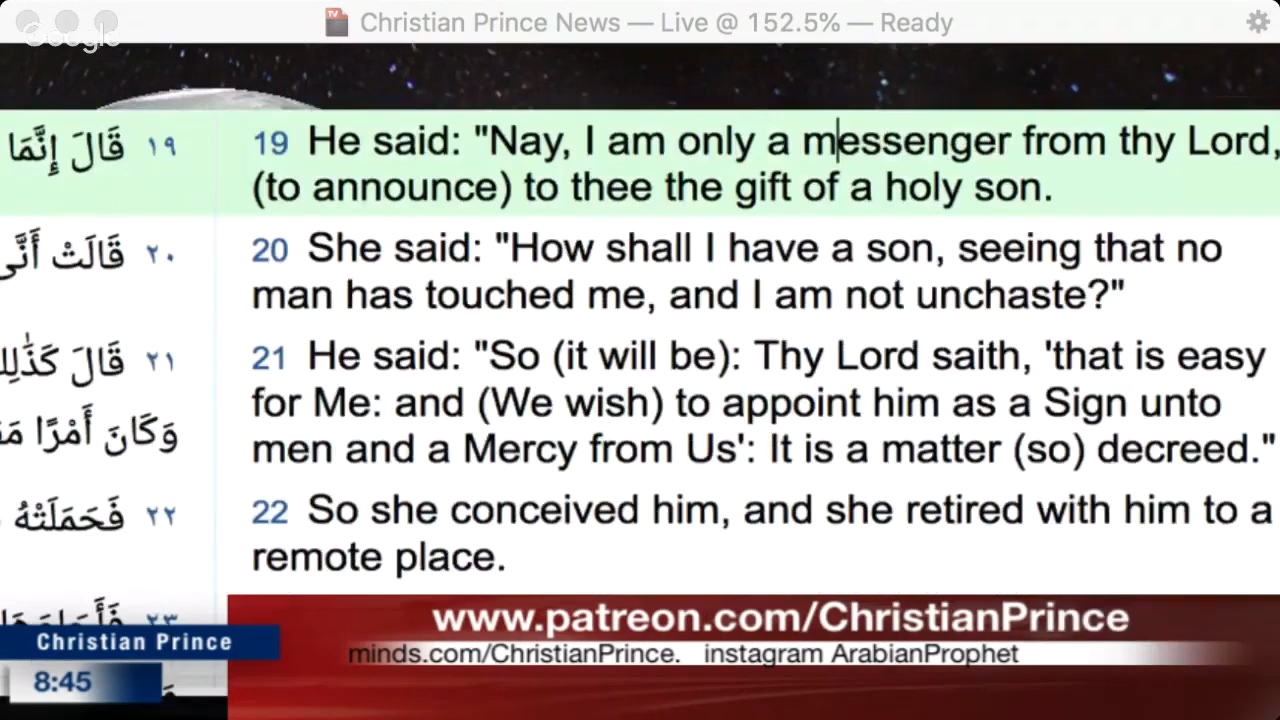 Christian Prince News — Live @ 152.5% — Ready
Google
TV
قَالَ إِنَّمَا ١٩
19 He said: "Nay, I am only a messenger from thy Lord,
(to announce) to thee the gift of a holy son.
قَالَتْ أَنَّى ٢٠
20 She said: "How shall I have a son, seeing that no
man has touched me, and I am not unchaste?"
قَالَ كَذَٰلِكِ ٢١
21 He said: "So (it will be): Thy Lord saith, 'that is easy
for Me: and (We wish) to appoint him as a Sign unto
وَكَانَ أَمْرًا
men and a Mercy from Us': It is a matter (so) decreed."
فَحَمَلَتْهُ ٢٢
22 So she conceived him, and she retired with him to a
remote place.
٢٣
www.patreon.com/ChristianPrince
Christian Prince
minds.com/ChristianPrince. instagram ArabianProphet
8:45